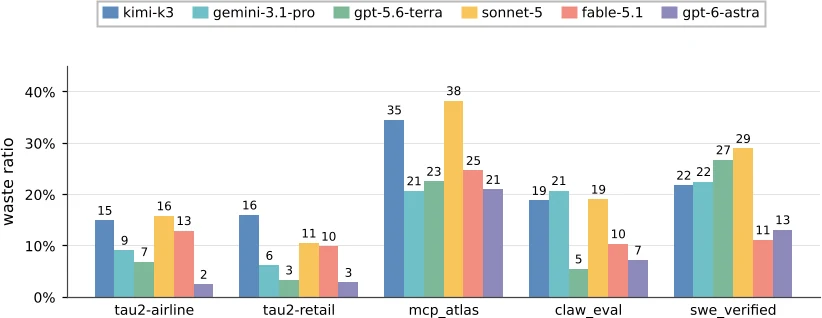 kimi-k3 gemini-3.1-pro gpt-5.6-terra sonnet-5 fable-5.1 gpt-6-astra
waste ratio
40%
30%
20%
10%
0%
15 9 7 16 13 2
16 6 3 11 10 3
35 21 23 38 25 21
19 21 5 19 10 7
22 22 27 29 11 13
tau2-airline tau2-retail mcp_atlas claw_eval swe_verified